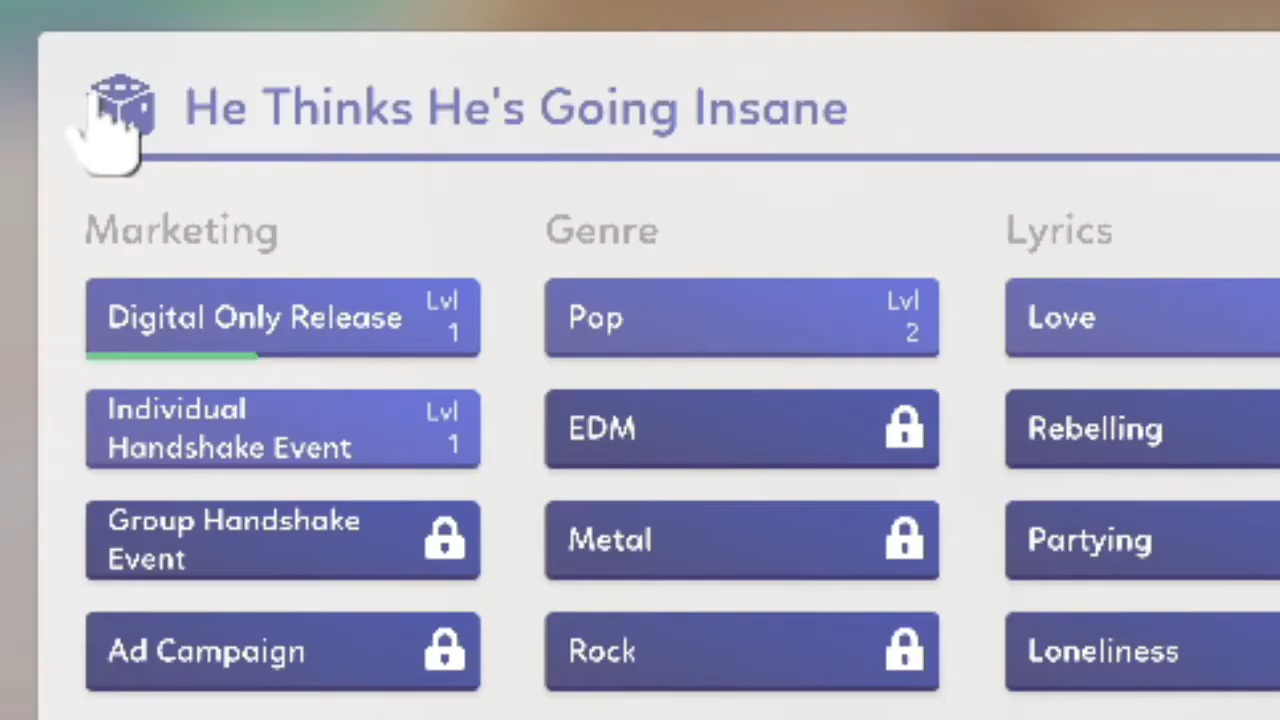 He Thinks He's Going Insane
Marketing
Genre
Lyrics
Digital Only Release
Lvl
1
Pop
Lvl
2
Love
Individual
Handshake Event
Lvl
1
EDM
Rebelling
Group Handshake
Event
Metal
Partying
Ad Campaign
Rock
Loneliness